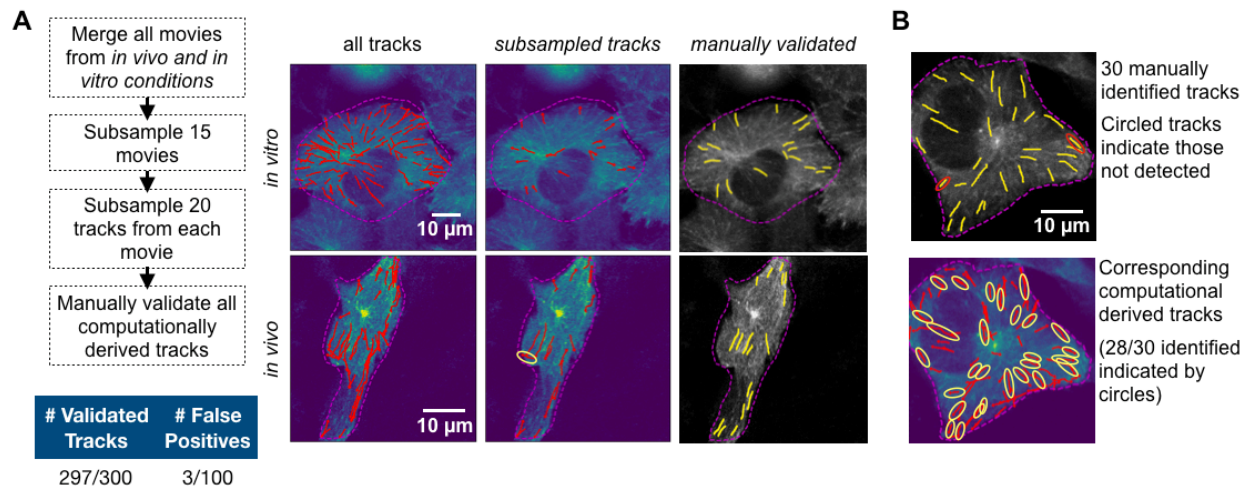 A
Merge all movies
from in vivo and in
vitro conditions
Subsample 15
movies
Subsample 20
tracks from each
movie
Manually validate all
computationally
derived tracks
# Validated
Tracks
# False
Positives
297/300
3/100
all tracks
subsampled tracks
manually validated
in vitro
10 µm
in vivo
10 µm
B
30 manually
identified tracks
Circled tracks
indicate those
not detected
10 µm
Corresponding
computational
derived tracks
(28/30 identified
indicated by
circles)